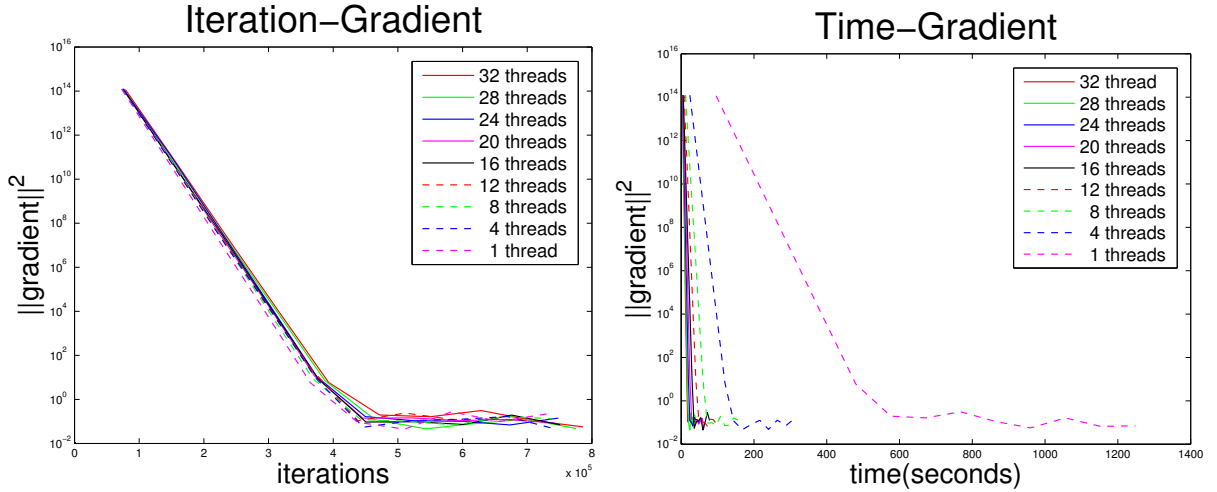 Iteration-Gradient
||gradient||²
10^16
10^14
10^12
10^10
10^8
10^6
10^4
10^2
10^0
10^-2
32 threads
28 threads
24 threads
20 threads
16 threads
12 threads
8 threads
4 threads
1 thread
0 1 2 3 4 5 6 7 8
x 10^5
iterations
Time-Gradient
||gradient||²
10^16
10^14
10^12
10^10
10^8
10^6
10^4
10^2
10^0
10^-2
32 thread
28 threads
24 threads
20 threads
16 threads
12 threads
8 threads
4 threads
1 threads
0 200 400 600 800 1000 1200 1400
time(seconds)